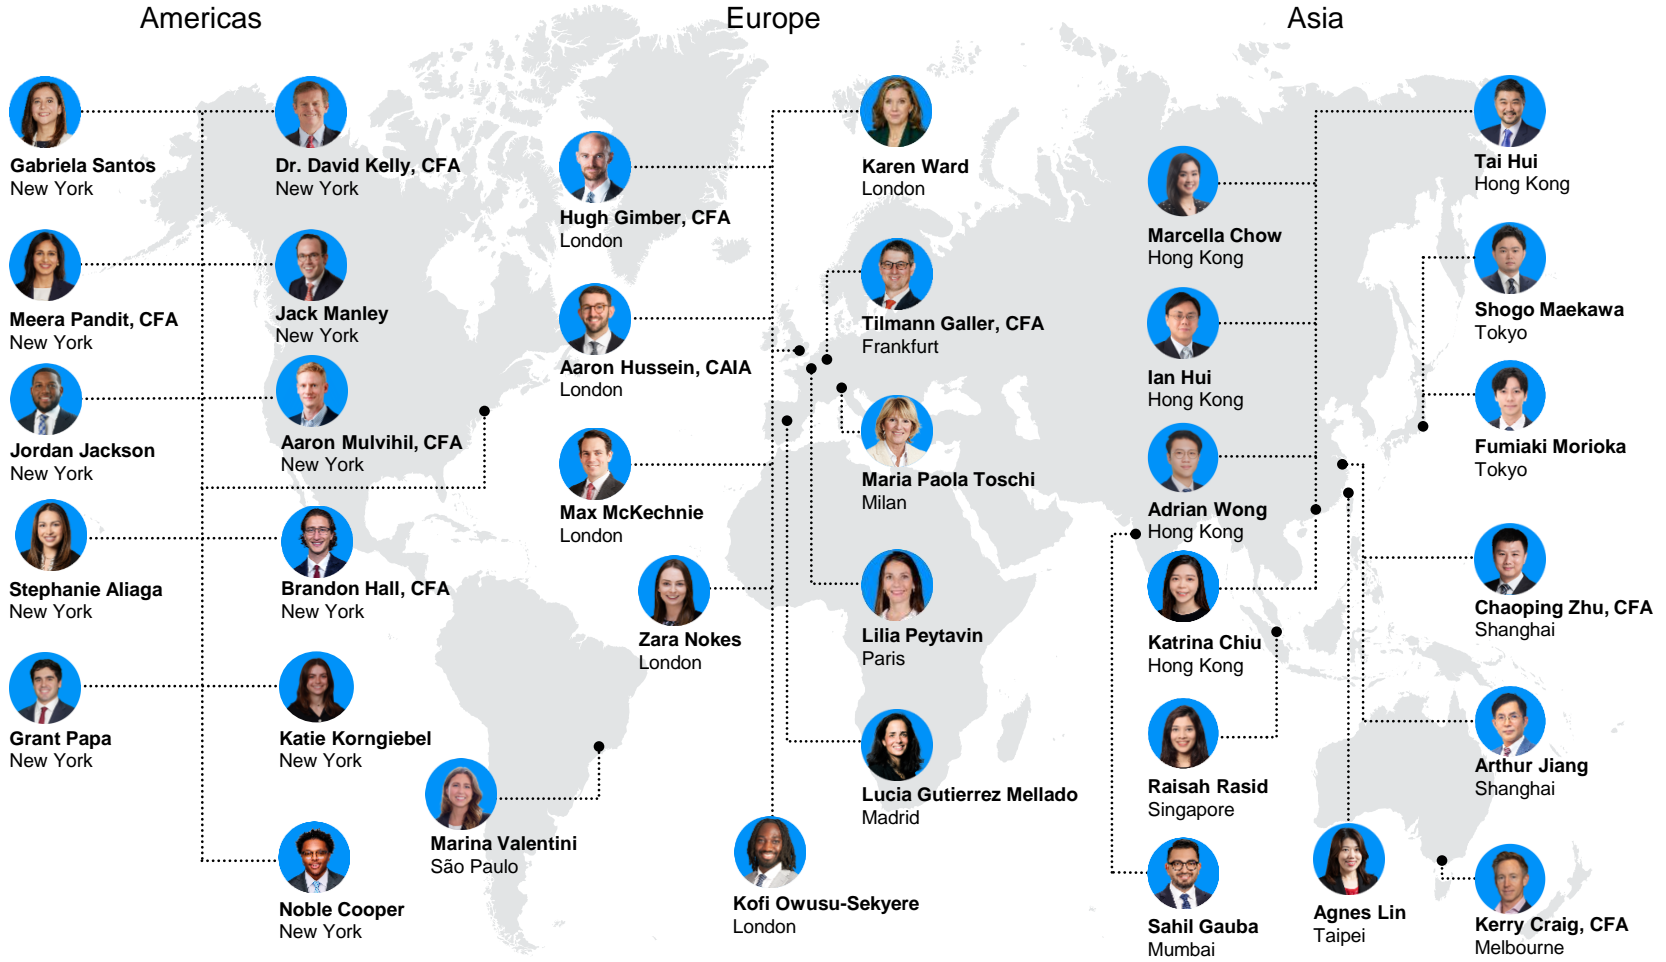 Americas
Europe
Asia
Gabriela Santos
New York
Dr. David Kelly, CFA
New York
Meera Pandit, CFA
New York
Jack Manley
New York
Jordan Jackson
New York
Aaron Mulvihil, CFA
New York
Stephanie Aliaga
New York
Brandon Hall, CFA
New York
Grant Papa
New York
Katie Korngiebel
New York
Noble Cooper
New York
Marina Valentini
São Paulo
Hugh Gimber, CFA
London
Karen Ward
London
Aaron Hussein, CAIA
London
Tilmann Galler, CFA
Frankfurt
Max McKechnie
London
Maria Paola Toschi
Milan
Zara Nokes
London
Lilia Peytavin
Paris
Lucia Gutierrez Mellado
Madrid
Kofi Owusu-Sekyere
London
Marcella Chow
Hong Kong
Tai Hui
Hong Kong
Ian Hui
Hong Kong
Shogo Maekawa
Tokyo
Adrian Wong
Hong Kong
Fumiaki Morioka
Tokyo
Katrina Chiu
Hong Kong
Chaoping Zhu, CFA
Shanghai
Raisah Rasid
Singapore
Arthur Jiang
Shanghai
Sahil Gauba
Mumbai
Agnes Lin
Taipei
Kerry Craig, CFA
Melbourne